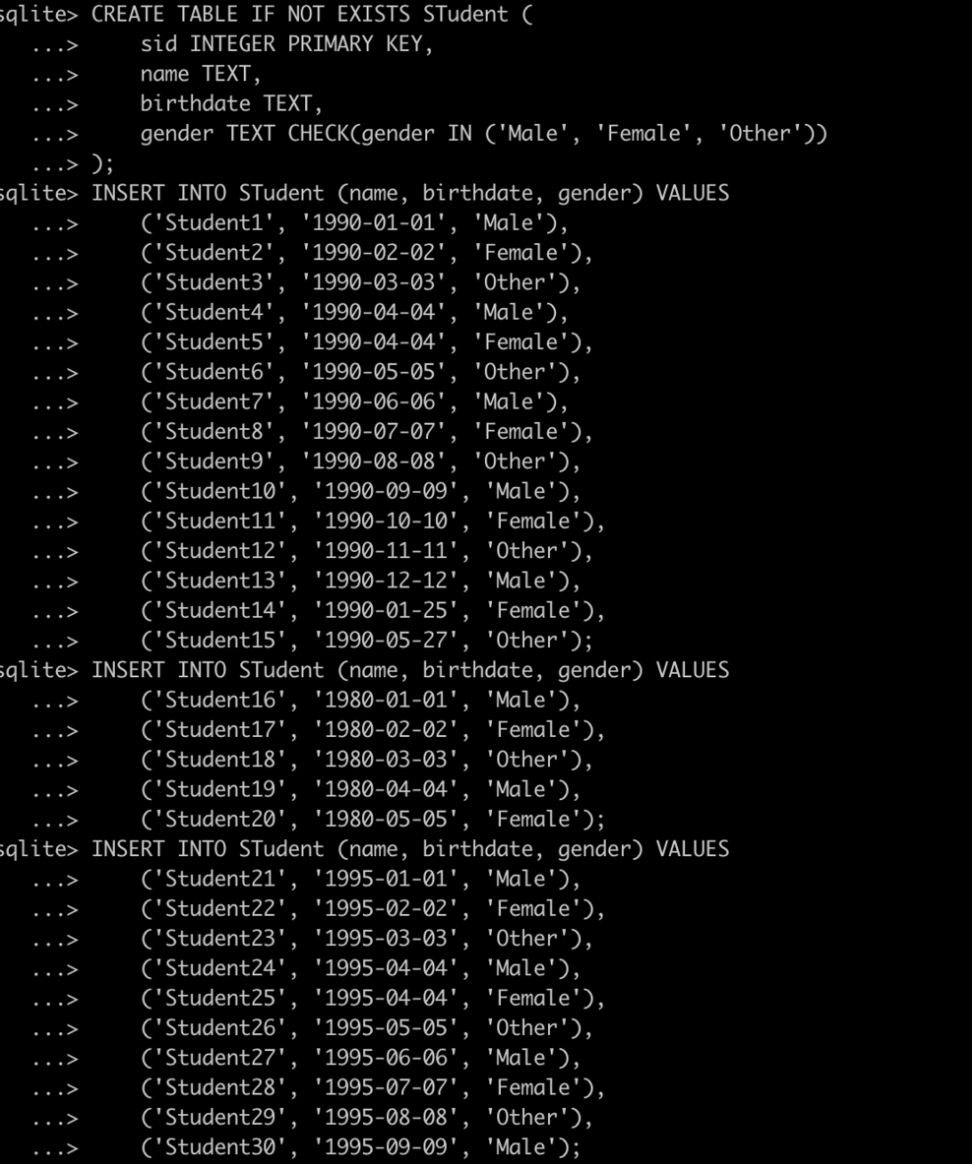 sqlite> CREATE TABLE IF NOT EXISTS STudent (
...> sid INTEGER PRIMARY KEY,
...> name TEXT,
...> birthdate TEXT,
...> gender TEXT CHECK(gender IN ('Male', 'Female', 'Other'))
...> );
sqlite> INSERT INTO STudent (name, birthdate, gender) VALUES
...> ('Student1', '1990-01-01', 'Male'),
...> ('Student2', '1990-02-02', 'Female'),
...> ('Student3', '1990-03-03', 'Other'),
...> ('Student4', '1990-04-04', 'Male'),
...> ('Student5', '1990-04-04', 'Female'),
...> ('Student6', '1990-05-05', 'Other'),
...> ('Student7', '1990-06-06', 'Male'),
...> ('Student8', '1990-07-07', 'Female'),
...> ('Student9', '1990-08-08', 'Other'),
...> ('Student10', '1990-09-09', 'Male'),
...> ('Student11', '1990-10-10', 'Female'),
...> ('Student12', '1990-11-11', 'Other'),
...> ('Student13', '1990-12-12', 'Male'),
...> ('Student14', '1990-01-25', 'Female'),
...> ('Student15', '1990-05-27', 'Other');
sqlite> INSERT INTO STudent (name, birthdate, gender) VALUES
...> ('Student16', '1980-01-01', 'Male'),
...> ('Student17', '1980-02-02', 'Female'),
...> ('Student18', '1980-03-03', 'Other'),
...> ('Student19', '1980-04-04', 'Male'),
...> ('Student20', '1980-05-05', 'Female');
sqlite> INSERT INTO STudent (name, birthdate, gender) VALUES
...> ('Student21', '1995-01-01', 'Male'),
...> ('Student22', '1995-02-02', 'Female'),
...> ('Student23', '1995-03-03', 'Other'),
...> ('Student24', '1995-04-04', 'Male'),
...> ('Student25', '1995-04-04', 'Female'),
...> ('Student26', '1995-05-05', 'Other'),
...> ('Student27', '1995-06-06', 'Male'),
...> ('Student28', '1995-07-07', 'Female'),
...> ('Student29', '1995-08-08', 'Other'),
...> ('Student30', '1995-09-09', 'Male');